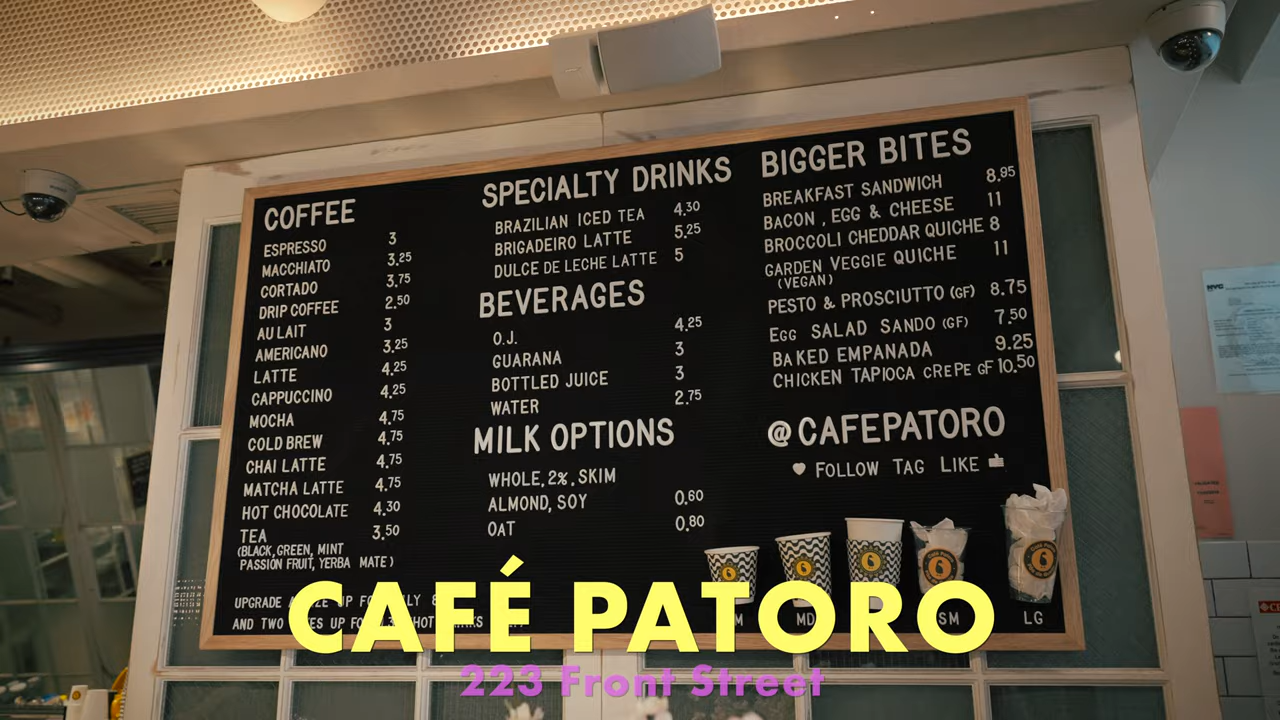 COFFEE
ESPRESSO 3
MACCHIATO 3.25
CORTADO 3.75
DRIP COFFEE 2.50
AU LAIT 3
AMERICANO 3.25
LATTE 4.25
CAPPUCCINO 4.25
MOCHA 4.75
COLD BREW 4.75
CHAI LATTE 4.75
MATCHA LATTE 4.75
HOT CHOCOLATE 4.30
TEA 3.50
(BLACK, GREEN, MINT
PASSION FRUIT, YERBA MATE)
UPGRADE
AND TWO
SPECIALTY DRINKS
BRAZILIAN ICED TEA 4.30
BRIGADEIRO LATTE 5.25
DULCE DE LECHE LATTE 5
BEVERAGES
O.J. 4.25
GUARANA 3
BOTTLED JUICE 3
WATER 2.75
MILK OPTIONS
WHOLE, 2%, SKIM
ALMOND, SOY 0.60
OAT 0.80
BIGGER BITES
BREAKFAST SANDWICH 8.95
BACON, EGG & CHEESE 11
BROCCOLI CHEDDAR QUICHE 8
GARDEN VEGGIE QUICHE 11
(VEGAN)
PESTO & PROSCIUTTO (GF) 8.75
EGG SALAD SANDO (GF) 7.50
BAKED EMPANADA 9.25
CHICKEN TAPIOCA CREPE GF 10.50
@CAFEPATORO
FOLLOW TAG LIKE
MD SM LG
CAFÉ PATORO
223 Front Street
NYC